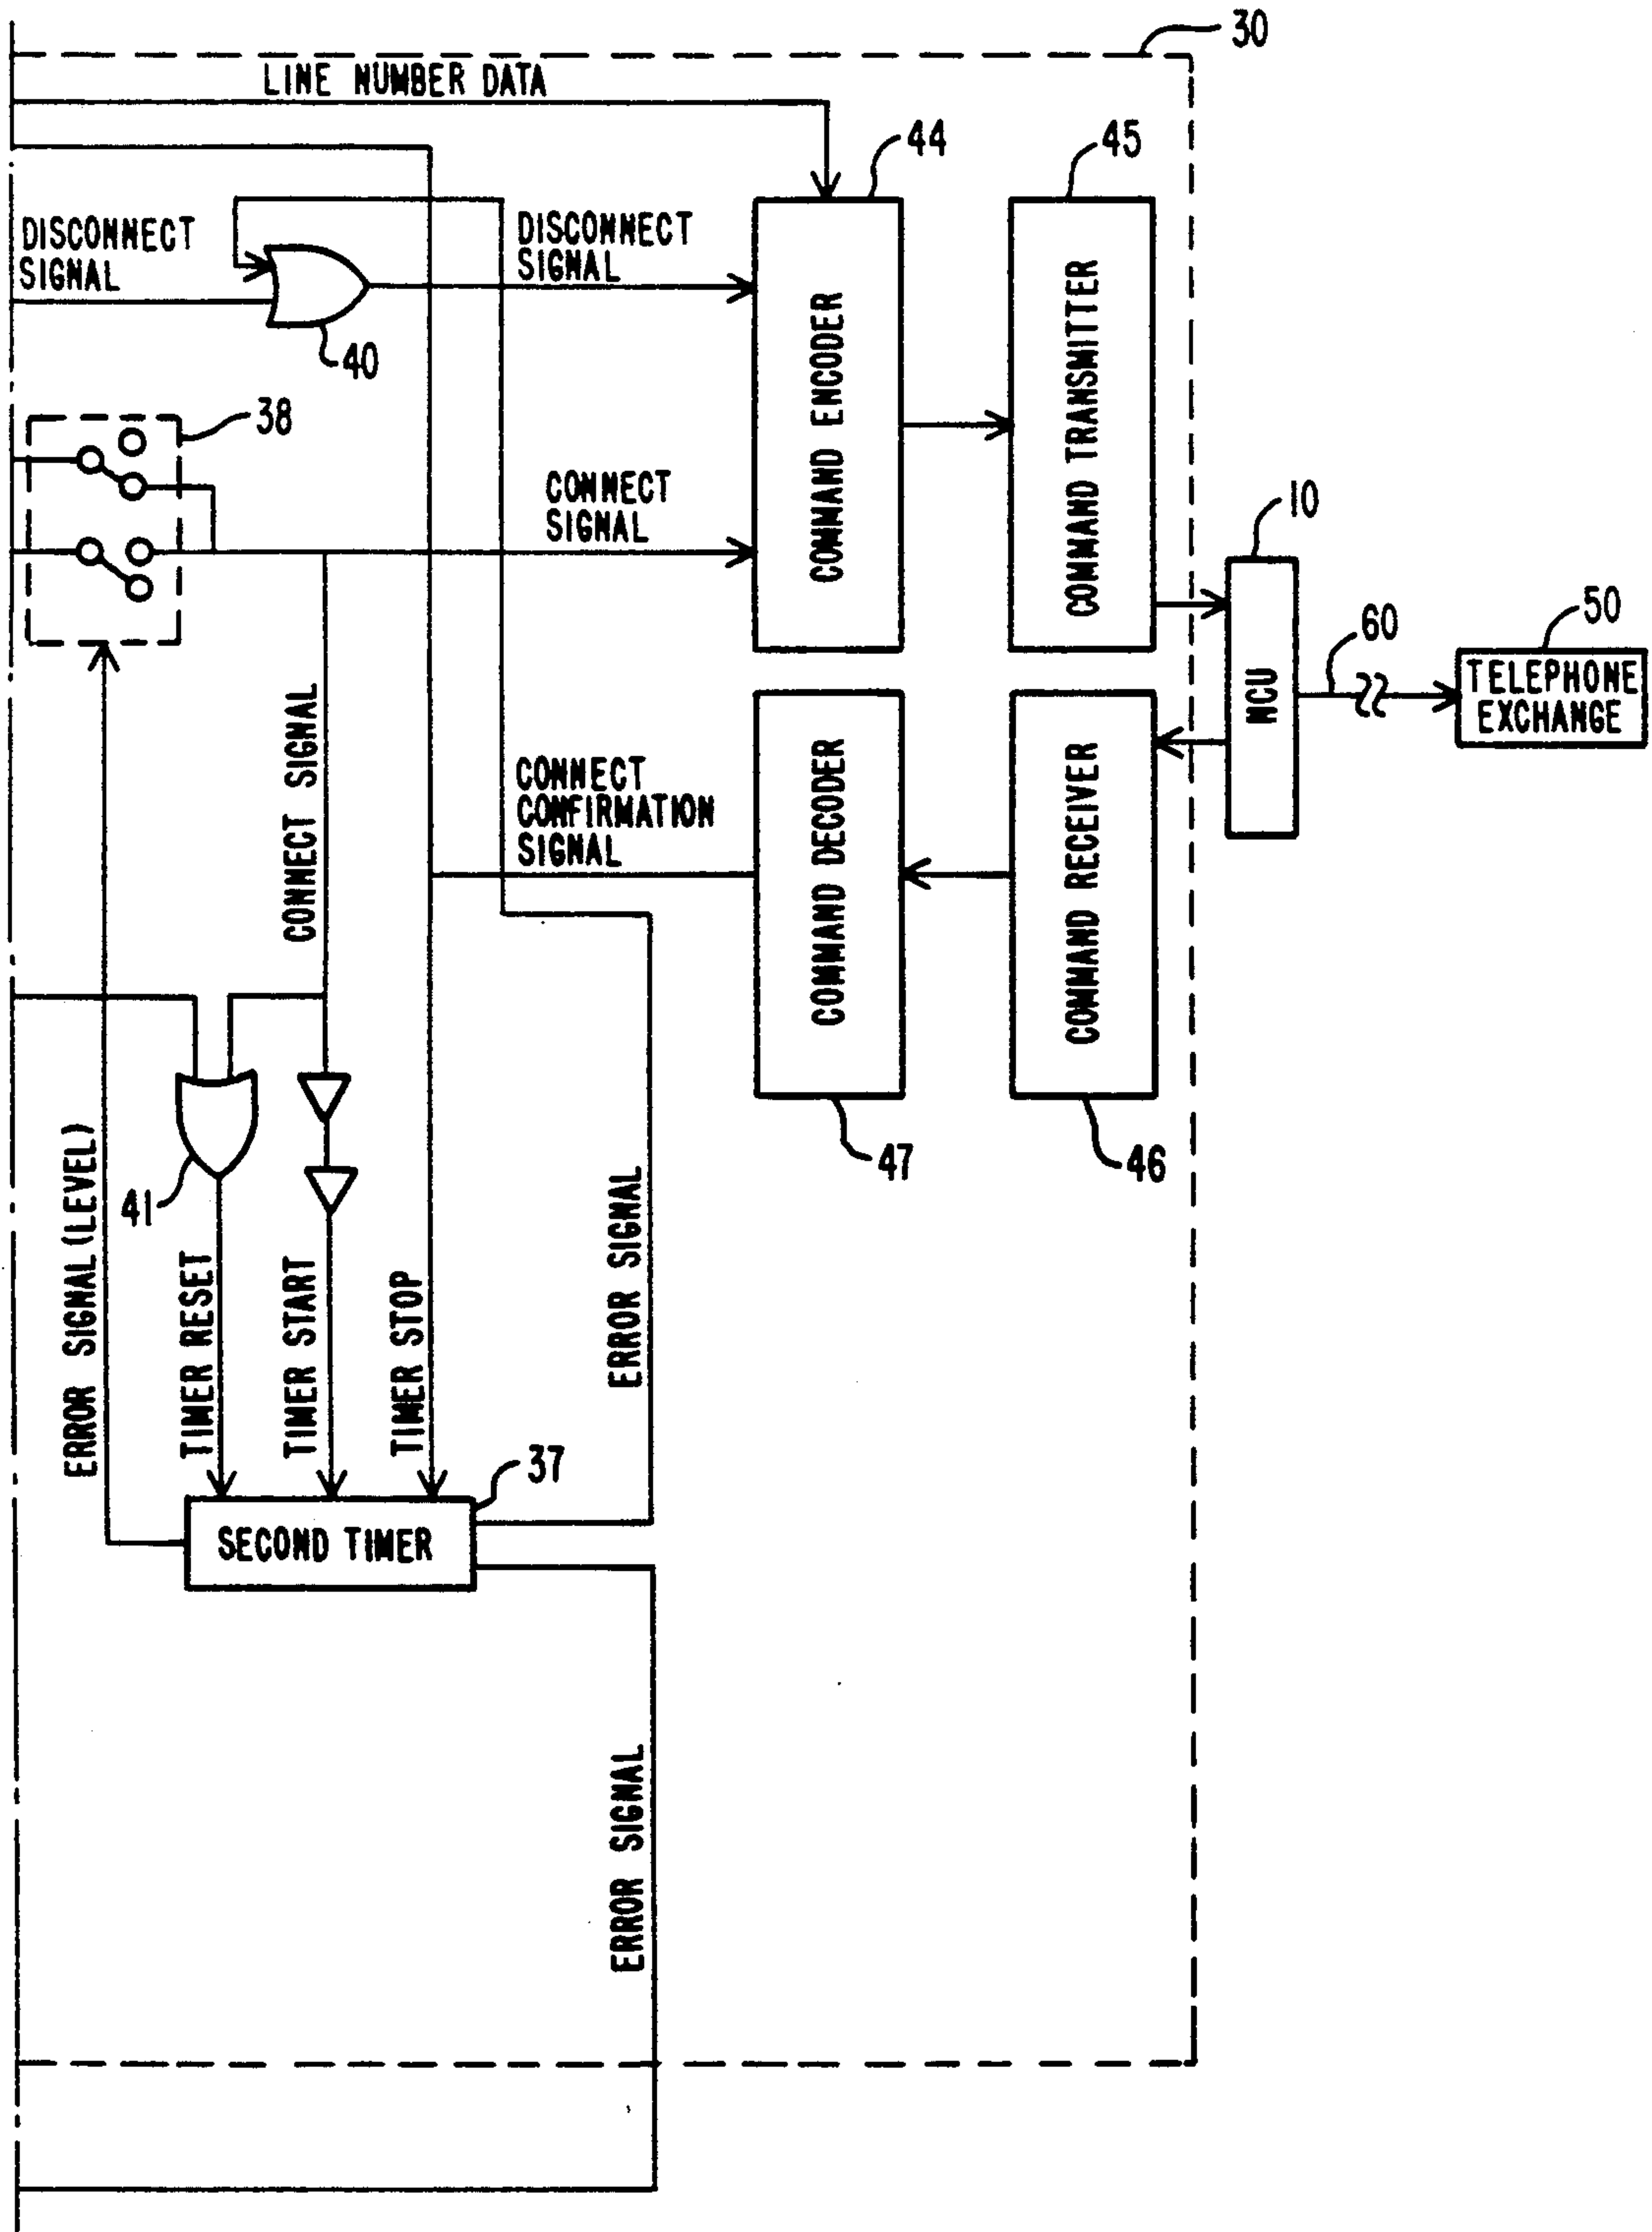 30
LINE NUMBER DATA
44
45
DISCONNECT
SIGNAL
DISCONNECT
SIGNAL
40
COMMAND ENCODER
COMMAND TRANSMITTER
38
CONNECT
SIGNAL
10
NCU
60
50
TELEPHONE
EXCHANGE
CONNECT SIGNAL
CONNECT
CONFIRMATION
SIGNAL
COMMAND DECODER
COMMAND RECEIVER
47
46
41
ERROR SIGNAL (LEVEL)
TIMER RESET
TIMER START
TIMER STOP
ERROR SIGNAL
37
SECOND TIMER
ERROR SIGNAL